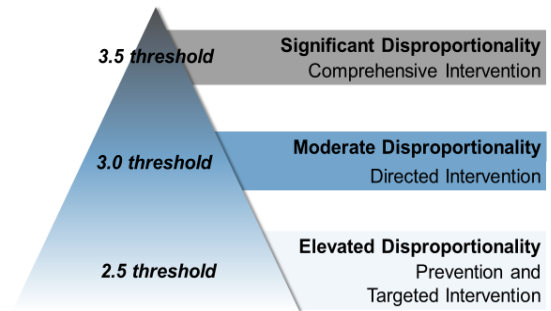 3.5 threshold
Significant Disproportionality
Comprehensive Intervention
3.0 threshold
Moderate Disproportionality
Directed Intervention
2.5 threshold
Elevated Disproportionality
Prevention and
Targeted Intervention